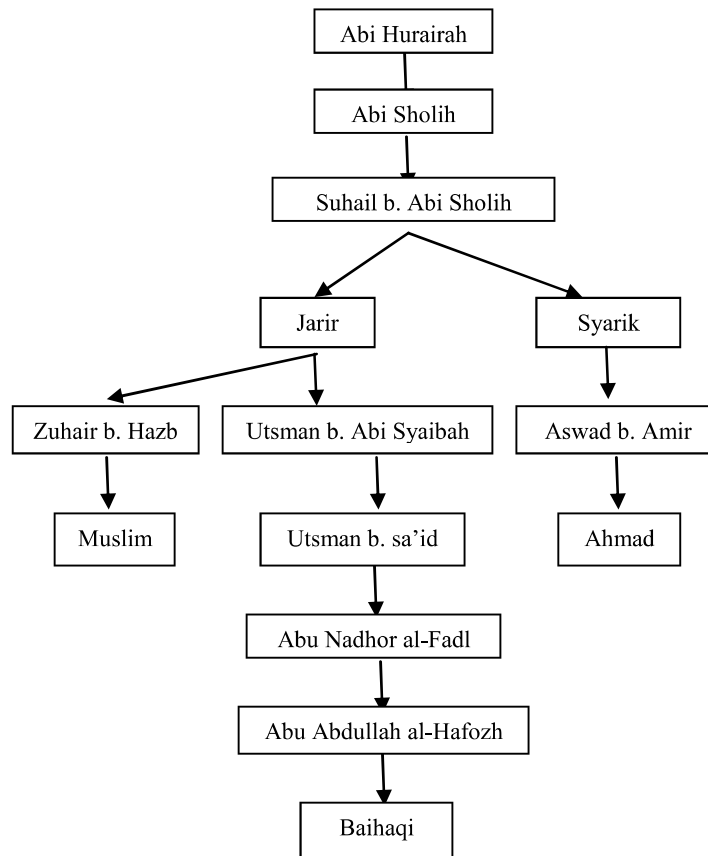 Abi Hurairah
Abi Sholih
Suhail b. Abi Sholih
Jarir
Syarik
Zuhair b. Hazb
Utsman b. Abi Syaibah
Aswad b. Amir
Muslim
Utsman b. sa’id
Ahmad
Abu Nadhor al-Fadl
Abu Abdullah al-Hafozh
Baihaqi